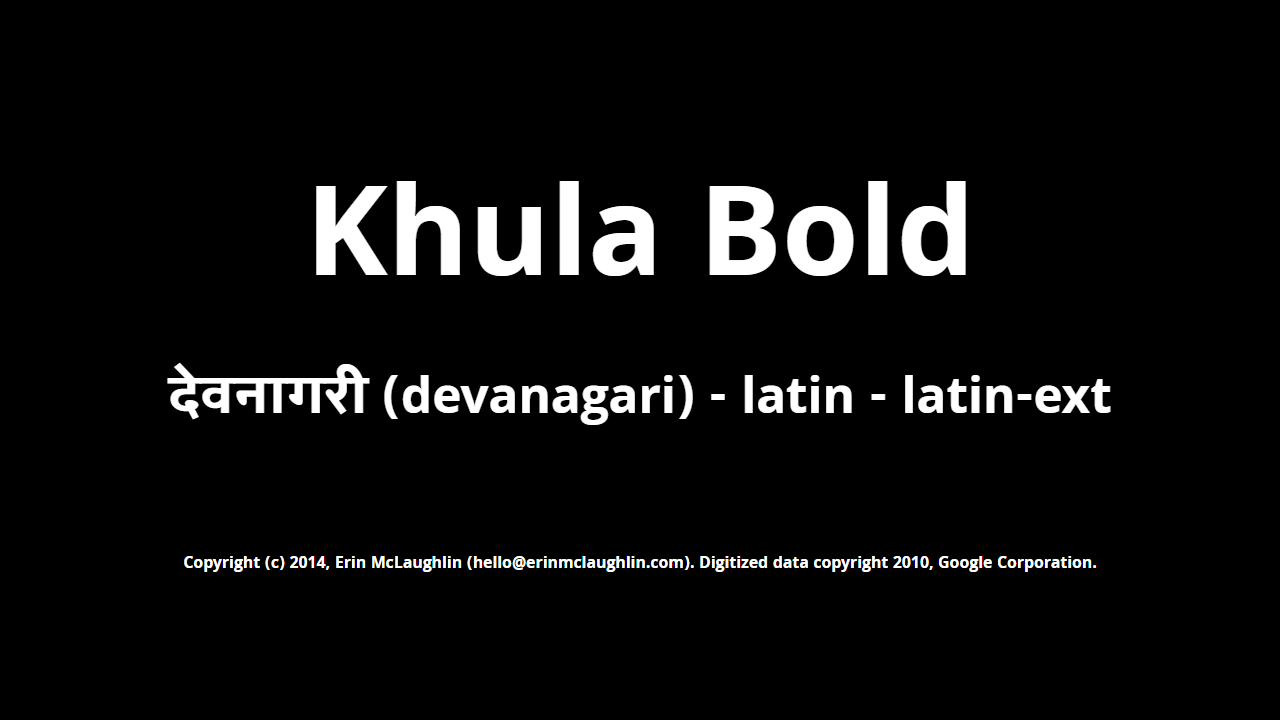 Khula Bold
देवनागरी (devanagari) - latin - latin-ext
Copyright (c) 2014, Erin McLaughlin (hello@erinmclaughlin.com). Digitized data copyright 2010, Google Corporation.